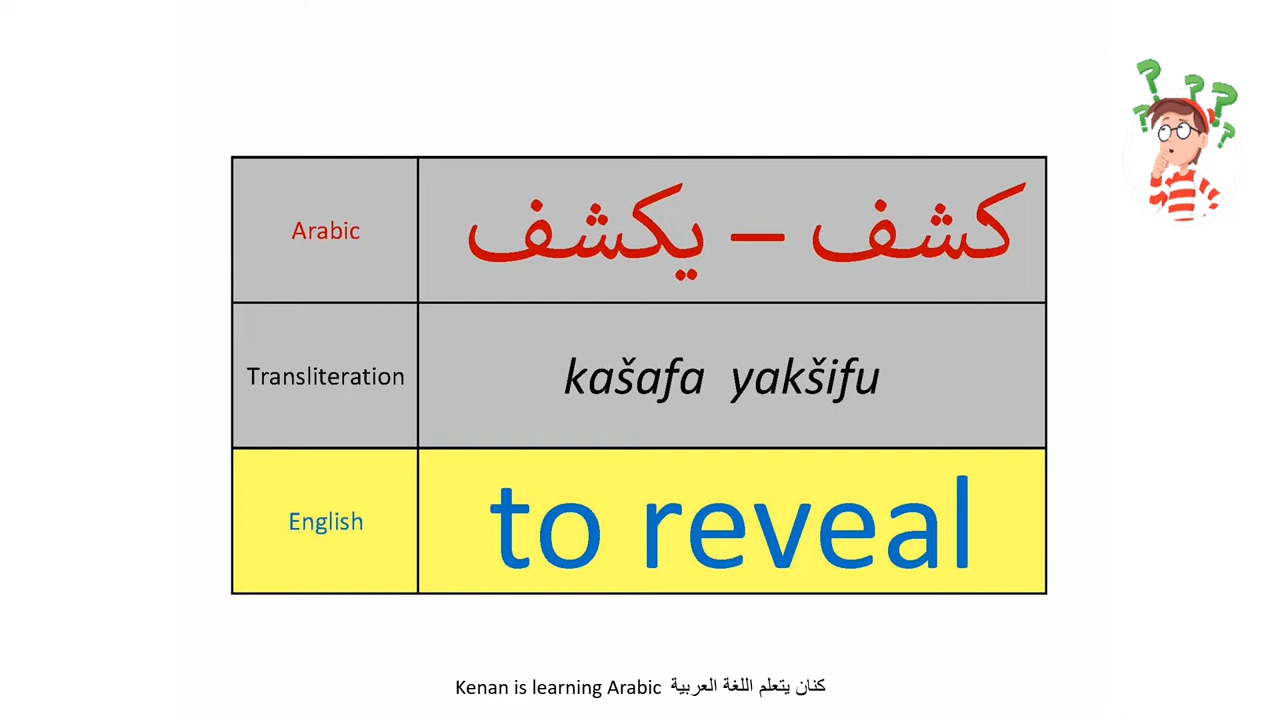 Arabic
كشف – يكشف
Transliteration
kašafa yakšifu
English
to reveal
Kenan is learning Arabic كنان يتعلم اللغة العربية